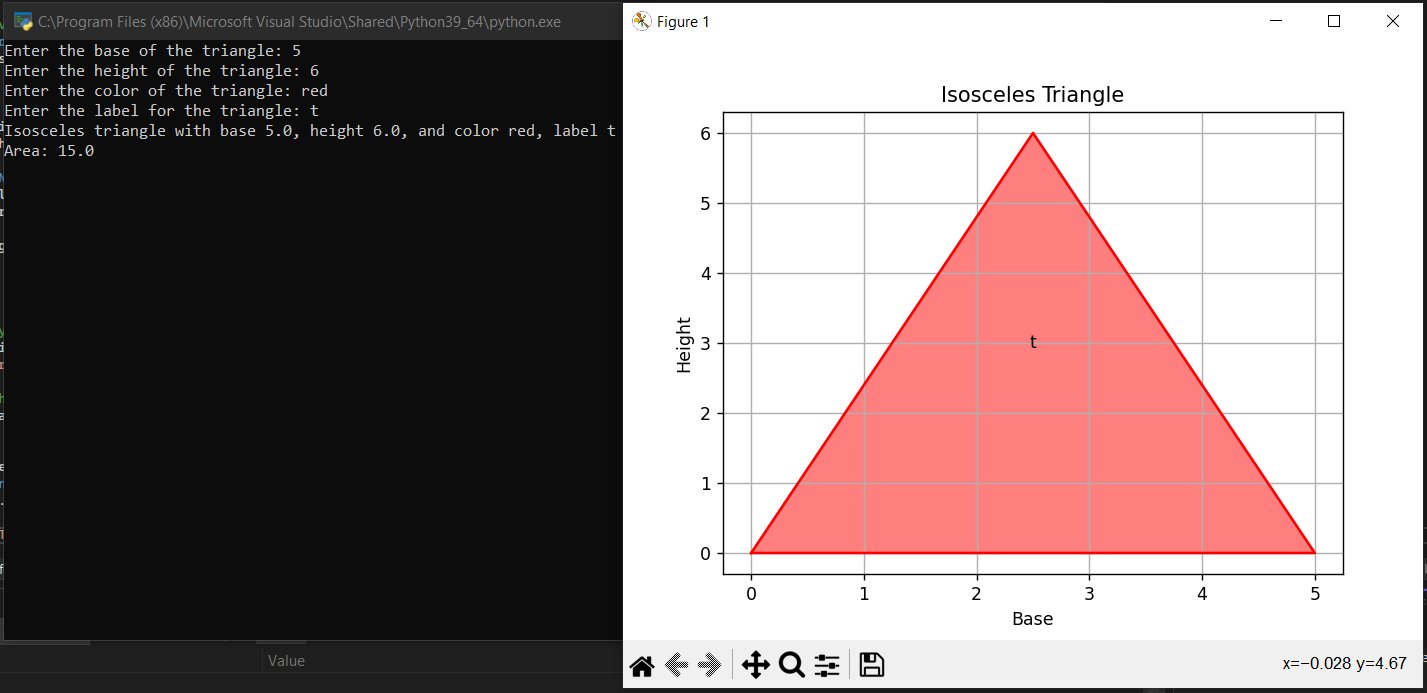 C:\Program Files (x86)\Microsoft Visual Studio\Shared\Python39_64\python.exe
Enter the base of the triangle: 5
Enter the height of the triangle: 6
Enter the color of the triangle: red
Enter the label for the triangle: t
Isosceles triangle with base 5.0, height 6.0, and color red, label t
Area: 15.0
Value
Figure 1
Isosceles Triangle
6
5
4
3
2
1
0
Height
t
0 1 2 3 4 5
Base
x=−0.028 y=4.67